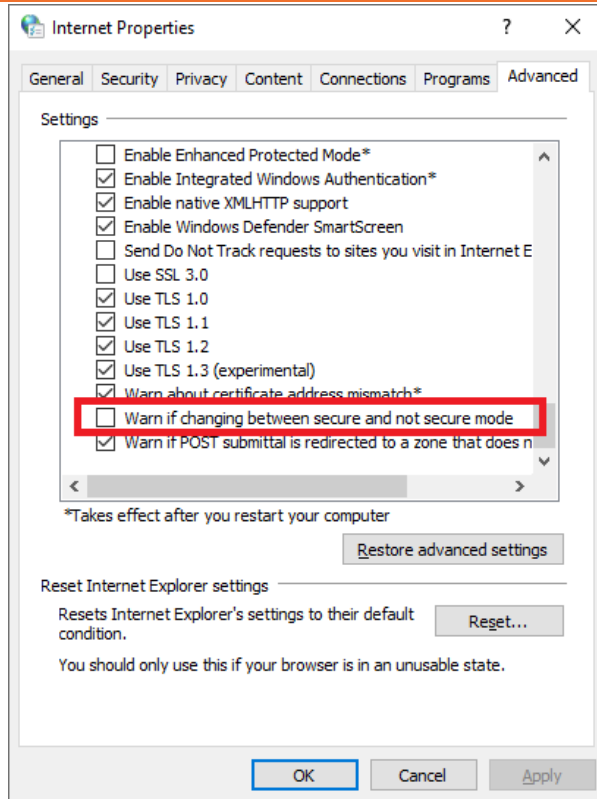 Internet Properties
?
General Security Privacy Content Connections Programs Advanced
Settings
Enable Enhanced Protected Mode*
Enable Integrated Windows Authentication*
Enable native XMLHTTP support
Enable Windows Defender SmartScreen
Send Do Not Track requests to sites you visit in Internet E
Use SSL 3.0
Use TLS 1.0
Use TLS 1.1
Use TLS 1.2
Use TLS 1.3 (experimental)
Warn about certificate address mismatch*
Warn if changing between secure and not secure mode
Warn if POST submittal is redirected to a zone that does n
*Takes effect after you restart your computer
Restore advanced settings
Reset Internet Explorer settings
Resets Internet Explorer's settings to their default
condition.
Reset...
You should only use this if your browser is in an unusable state.
OK Cancel Apply